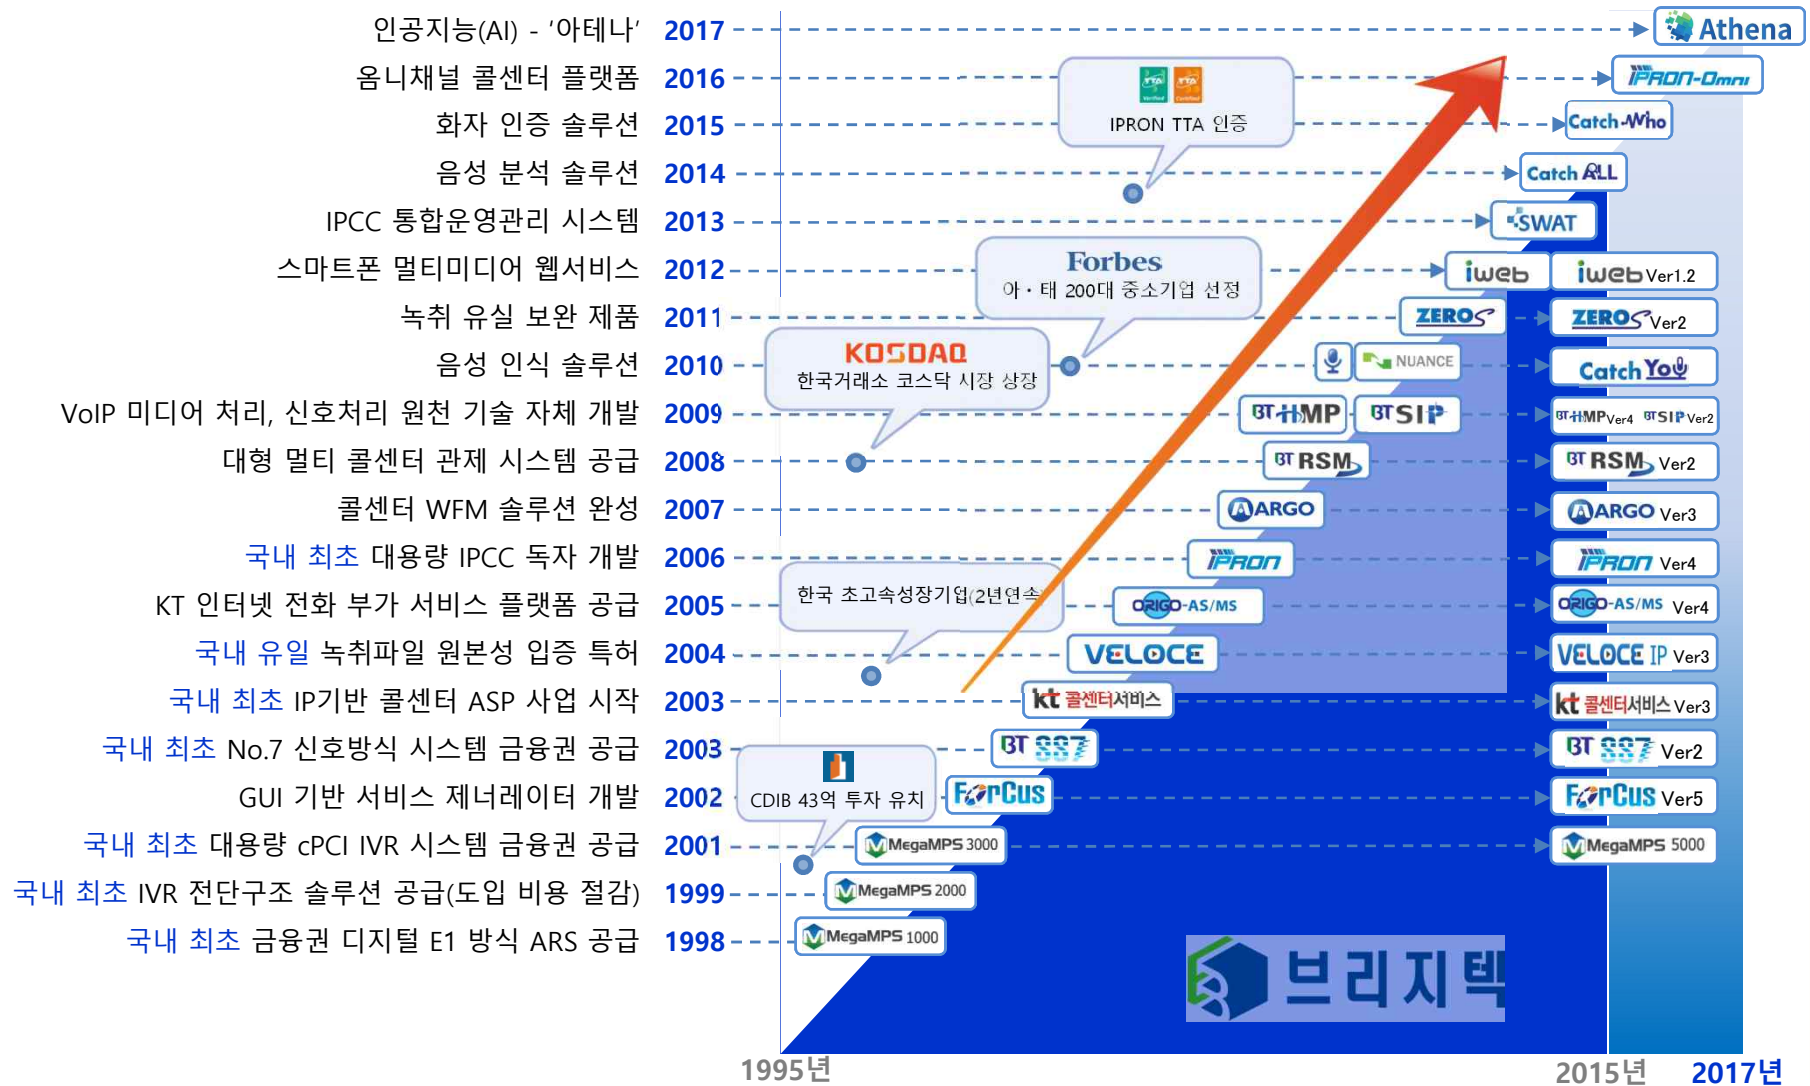 인공지능(AI) - '아테나' 2017 Athena
옴니채널 콜센터 플랫폼 2016 IPRON-Omni
TTA Verified TTA Certified
IPRON TTA 인증
화자 인증 솔루션 2015 Catch-Who
음성 분석 솔루션 2014 Catch ALL
IPCC 통합운영관리 시스템 2013 SWAT
스마트폰 멀티미디어 웹서비스 2012 iweb iweb Ver1.2
Forbes
아・태 200대 중소기업 선정
녹취 유실 보완 제품 2011 ZEROS ZEROS Ver2
음성 인식 솔루션 2010 NUANCE Catch You
KOSDAQ
한국거래소 코스닥 시장 상장
VoIP 미디어 처리, 신호처리 원천 기술 자체 개발 2009 BT HMP BT SIP BT HMP Ver4 BT SIP Ver2
대형 멀티 콜센터 관제 시스템 공급 2008 BT RSM BT RSM Ver2
콜센터 WFM 솔루션 완성 2007 ARGO ARGO Ver3
국내 최초 대용량 IPCC 독자 개발 2006 IPRON IPRON Ver4
한국 초고속성장기업(2년연속)
KT 인터넷 전화 부가 서비스 플랫폼 공급 2005 ORIGO-AS/MS ORIGO-AS/MS Ver4
국내 유일 녹취파일 원본성 입증 특허 2004 VELOCE VELOCE IP Ver3
국내 최초 IP기반 콜센터 ASP 사업 시작 2003 kt 콜센터서비스 kt 콜센터서비스 Ver3
국내 최초 No.7 신호방식 시스템 금융권 공급 2003 BT SS7 BT SS7 Ver2
GUI 기반 서비스 제너레이터 개발 2002 ForCus ForCus Ver5
CDIB 43억 투자 유치
국내 최초 대용량 cPCI IVR 시스템 금융권 공급 2001 MegaMPS 3000 MegaMPS 5000
국내 최초 IVR 전단구조 솔루션 공급(도입 비용 절감) 1999 MegaMPS 2000
국내 최초 금융권 디지털 E1 방식 ARS 공급 1998 MegaMPS 1000
브리지텍
1995년 2015년 2017년